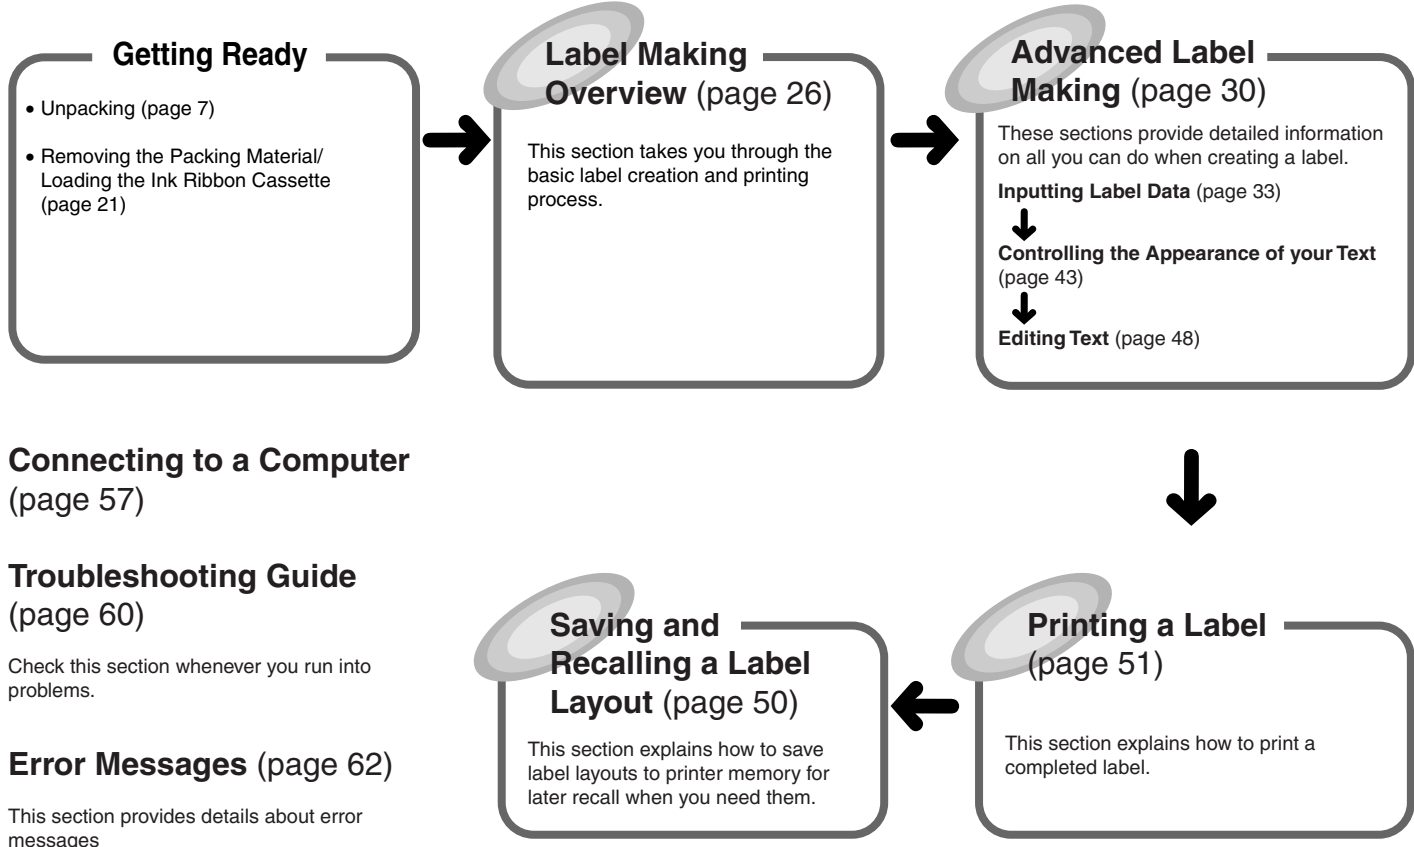 Getting Ready
• Unpacking (page 7)
• Removing the Packing Material/
Loading the Ink Ribbon Cassette
(page 21)
Label Making
Overview (page 26)
This section takes you through the
basic label creation and printing
process.
Advanced Label
Making (page 30)
These sections provide detailed information
on all you can do when creating a label.
Inputting Label Data (page 33)
Controlling the Appearance of your Text
(page 43)
Editing Text (page 48)
Printing a Label
(page 51)
This section explains how to print a
completed label.
Saving and
Recalling a Label
Layout (page 50)
This section explains how to save
label layouts to printer memory for
later recall when you need them.
Connecting to a Computer
(page 57)
Troubleshooting Guide
(page 60)
Check this section whenever you run into
problems.
Error Messages (page 62)
This section provides details about error
messages